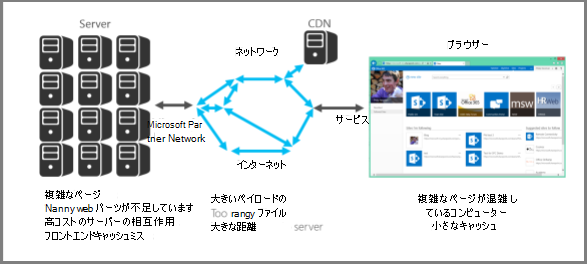 Server
CDN
ネットワーク
ブラウザー
Microsoft Par
tner Network
サービス
インターネット
Office 365
msw
HRWeb
複雑なページ
Nanny web パーツが不足しています
高コストのサーバーの相互作用
フロントエンドキャッシュミス
大きいペイロードの
Too rangy ファイル
大きな距離
server
複雑なページが混雑し
ているコンピューター
小さなキャッシュ